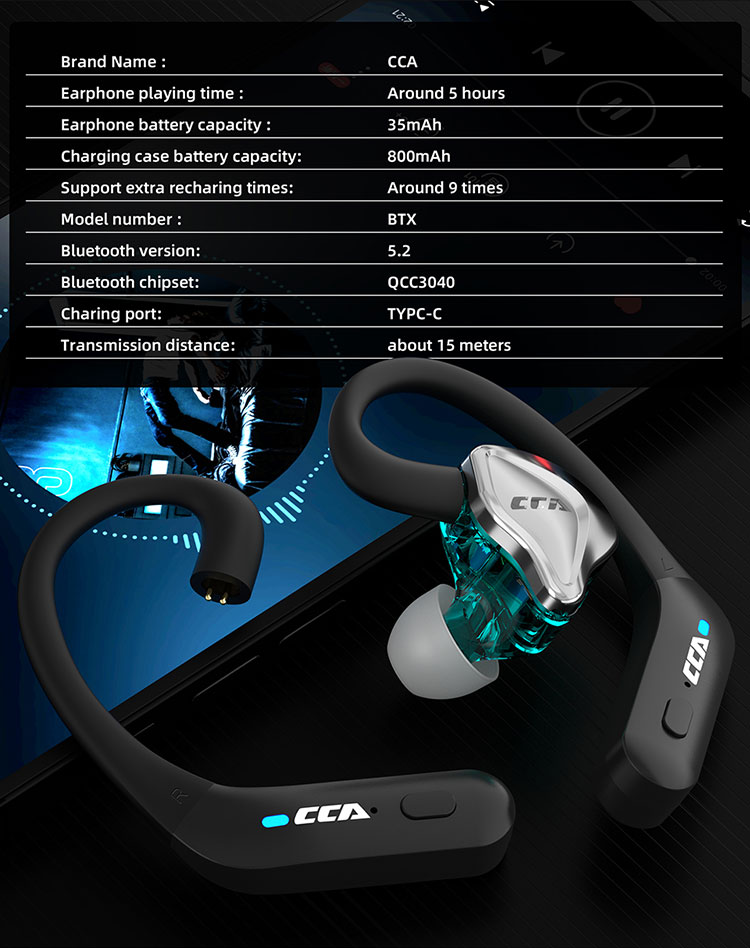 02:21
Brand Name : CCA
Earphone playing time : Around 5 hours
Earphone battery capacity : 35mAh
Charging case battery capacity: 800mAh
Support extra recharing times: Around 9 times
Model number : BTX
Bluetooth version: 5.2
Bluetooth chipset: QCC3040
Charing port: TYPC-C
Transmission distance: about 15 meters
CCA
L
CCA
R
CCA